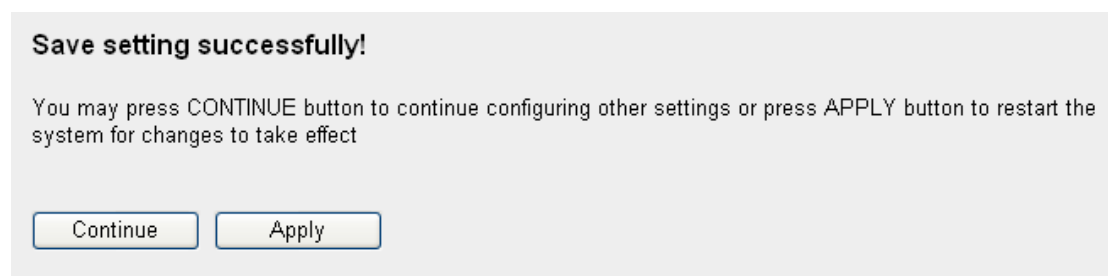 Save setting successfully!
You may press CONTINUE button to continue configuring other settings or press APPLY button to restart the
system for changes to take effect
Continue
Apply